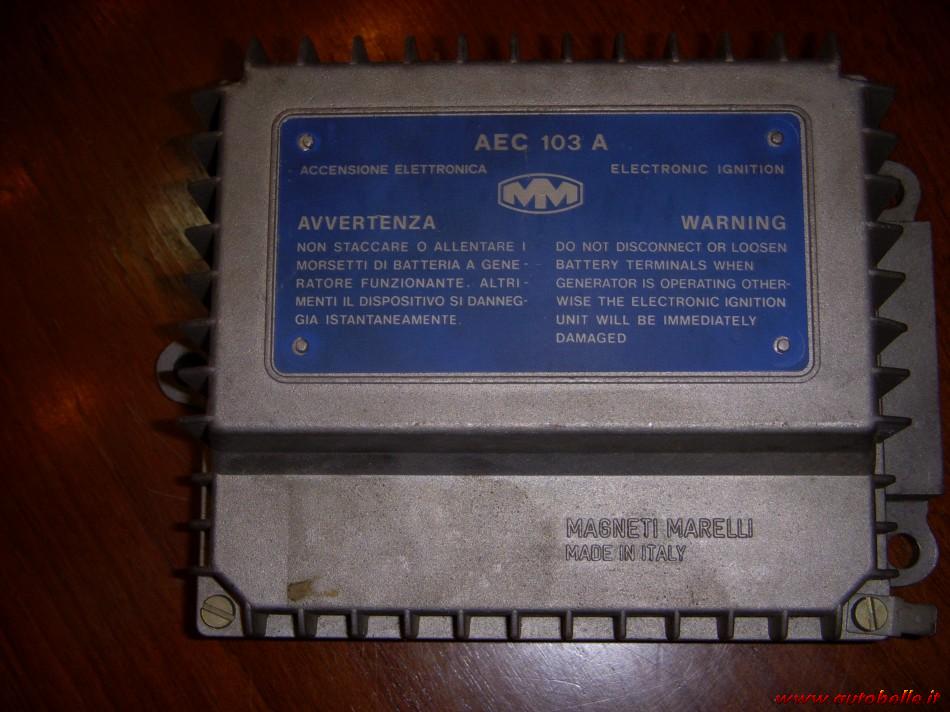 AEC 103 A
ACCENSIONE ELETTRONICA
ELECTRONIC IGNITION
MM
AVVERTENZA
NON STACCARE O ALLENTARE I
MORSETTI DI BATTERIA A GENE-
RATORE FUNZIONANTE. ALTRI-
MENTI IL DISPOSITIVO SI DANNEG-
GIA ISTANTANEAMENTE.
WARNING
DO NOT DISCONNECT OR LOOSEN
BATTERY TERMINALS WHEN
GENERATOR IS OPERATING OTHER-
WISE THE ELECTRONIC IGNITION
UNIT WILL BE IMMEDIATELY
DAMAGED
MAGNETI MARELLI
MADE IN ITALY
www.autobelle.it